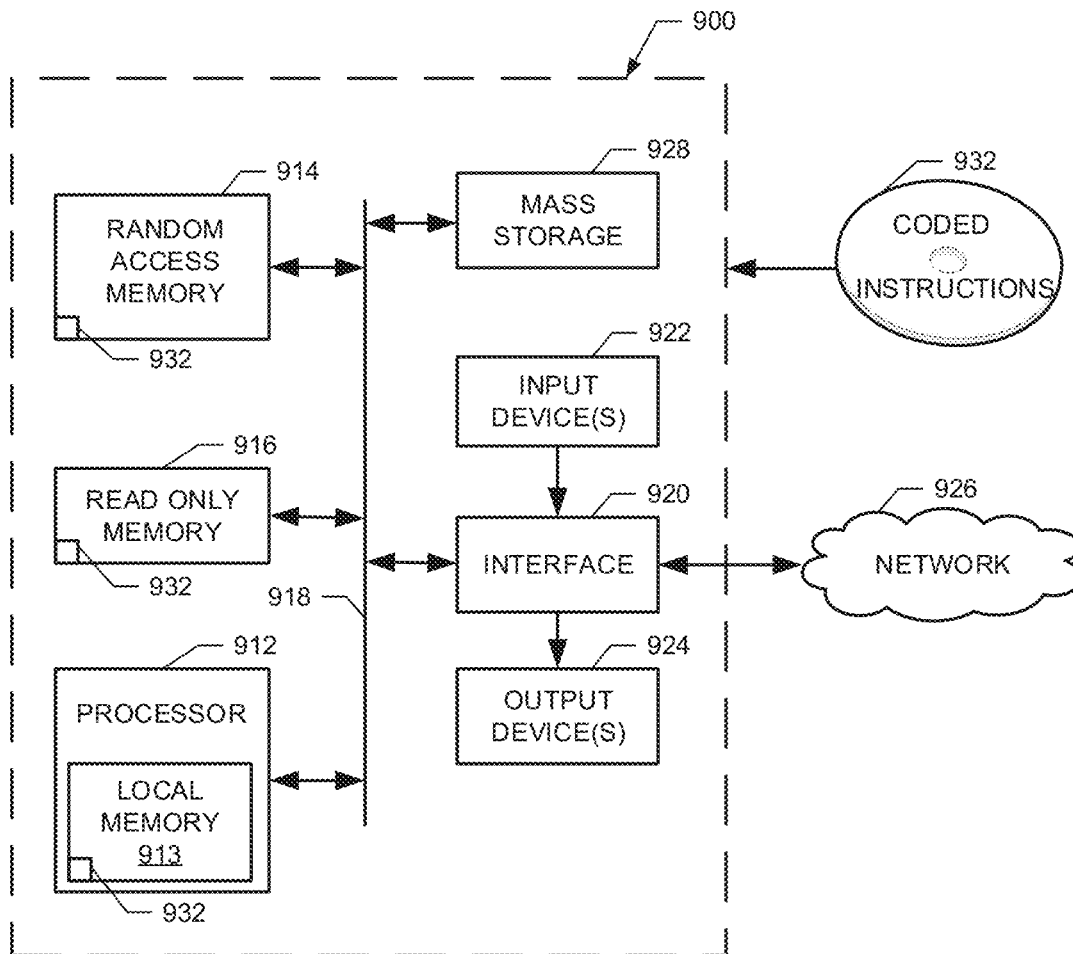 900
914
RANDOM
ACCESS
MEMORY
932
928
MASS
STORAGE
932
CODED
INSTRUCTIONS
922
INPUT
DEVICE(S)
916
READ ONLY
MEMORY
932
920
INTERFACE
926
NETWORK
918
912
PROCESSOR
LOCAL
MEMORY
913
932
924
OUTPUT
DEVICE(S)